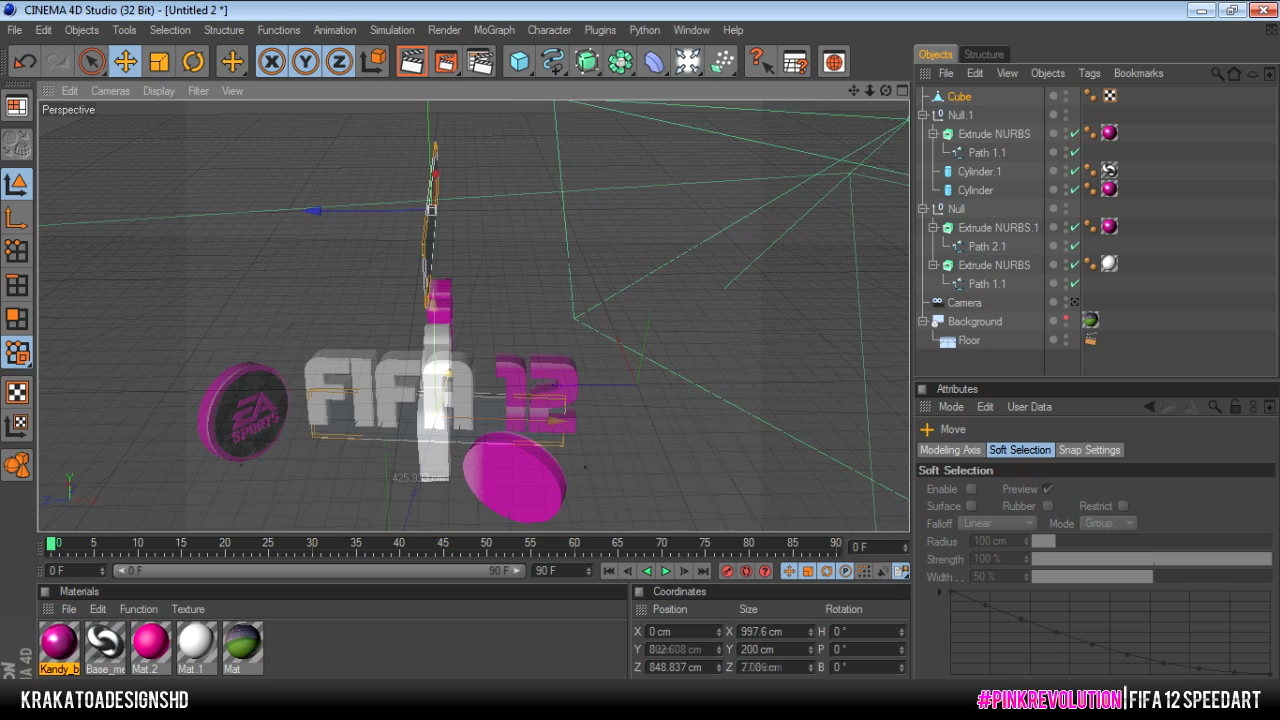 CINEMA 4D Studio (32 Bit) - [Untitled 2 *]
File Edit Objects Tools Selection Structure Functions Animation Simulation Render MoGraph Character Plugins Python Window Help
X Y Z
Objects Structure
File Edit View Objects Tags Bookmarks
Edit Cameras Display Filter View
Perspective
Cube
Null.1
Extrude NURBS
Path 1.1
Cylinder.1
Cylinder
Null
Extrude NURBS.1
Path 2.1
Extrude NURBS
Path 1.1
Camera
Background
Floor
EA SPORTS
FIFA 12
Y
Z
Attributes
Mode Edit User Data
Move
Modeling Axis Soft Selection Snap Settings
Soft Selection
Enable Preview
Surface Rubber Restrict
Falloff Linear Mode Group
Radius 100 cm
Strength 100 %
Width . . 50 %
0 5 10 15 20 25 30 35 40 45 50 55 60 65 70 75 80 85 90 0 F
0 F 0 F 90 F 90 F
Materials
File Edit Function Texture
Kandy_b Base_me Mat.2 Mat.1 Mat
Coordinates
Position Size Rotation
X 0 cm X 997.6 cm H 0 °
Y 802.608 cm Y 200 cm P 0 °
Z 848.837 cm Z 7.006 cm B 0 °
KRAKATOADESIGNSHD
#PINKREVOLUTION | FIFA 12 SPEEDART